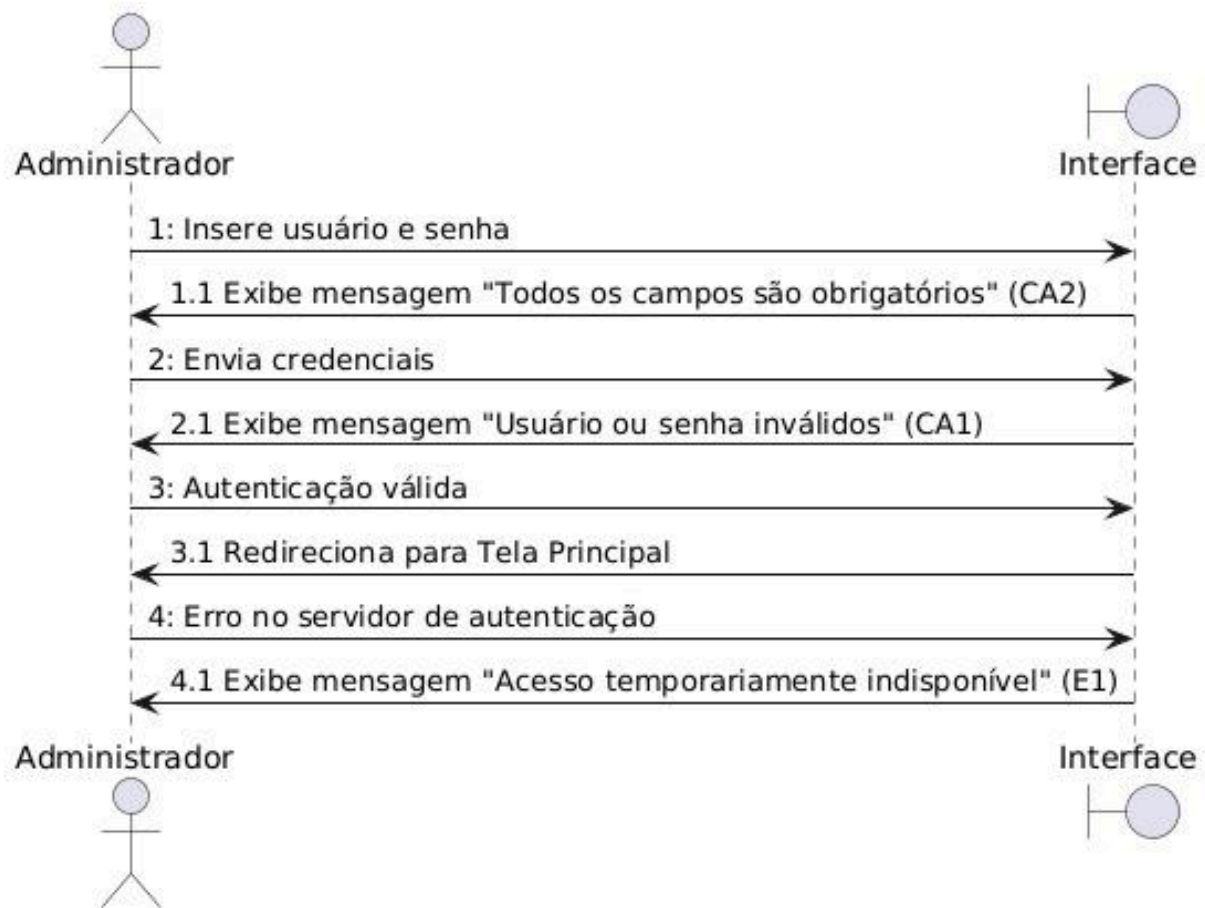 Administrador
Interface
1: Insere usuário e senha
1.1 Exibe mensagem "Todos os campos são obrigatórios" (CA2)
2: Envia credenciais
2.1 Exibe mensagem "Usuário ou senha inválidos" (CA1)
3: Autenticação válida
3.1 Redireciona para Tela Principal
4: Erro no servidor de autenticação
4.1 Exibe mensagem "Acesso temporariamente indisponível" (E1)
Administrador
Interface